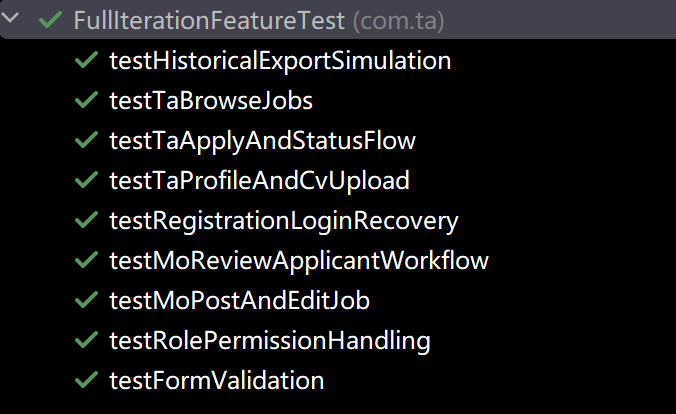 FullIterationFeatureTest (com.ta)
testHistoricalExportSimulation
testTaBrowseJobs
testTaApplyAndStatusFlow
testTaProfileAndCvUpload
testRegistrationLoginRecovery
testMoReviewApplicantWorkflow
testMoPostAndEditJob
testRolePermissionHandling
testFormValidation